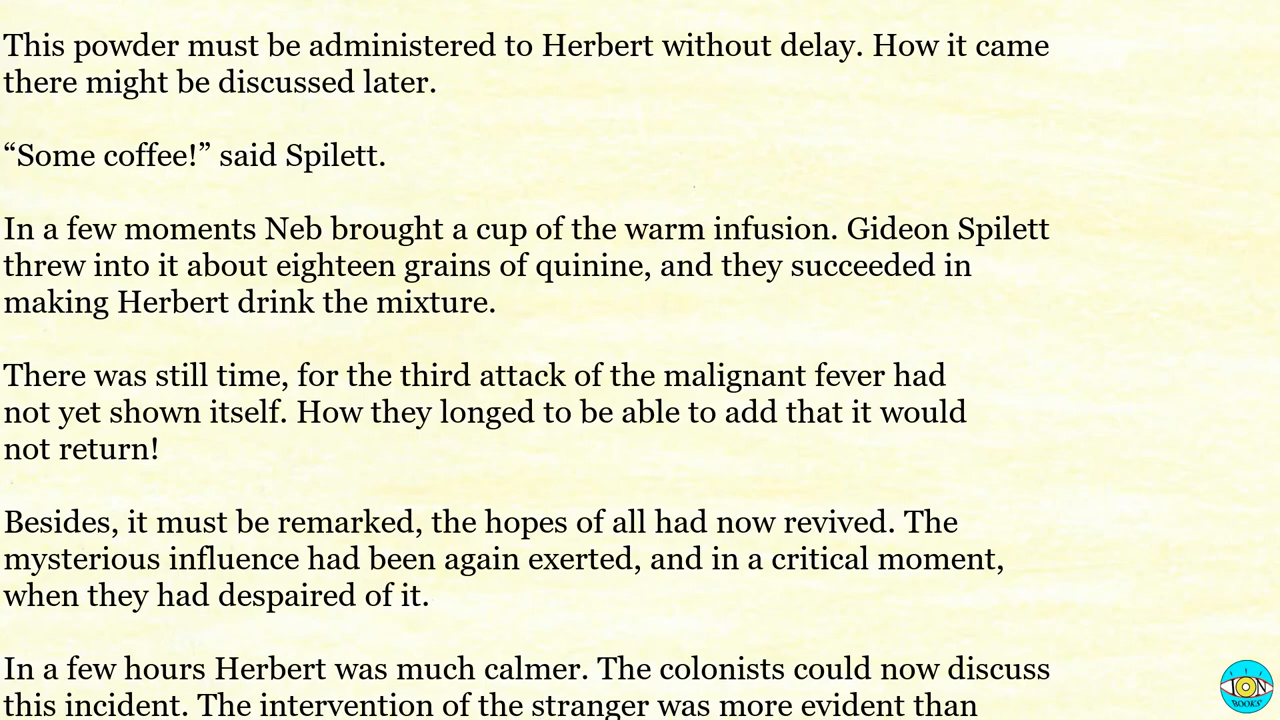 This powder must be administered to Herbert without delay. How it came
there might be discussed later.
“Some coffee!” said Spilett.
In a few moments Neb brought a cup of the warm infusion. Gideon Spilett
threw into it about eighteen grains of quinine, and they succeeded in
making Herbert drink the mixture.
There was still time, for the third attack of the malignant fever had
not yet shown itself. How they longed to be able to add that it would
not return!
Besides, it must be remarked, the hopes of all had now revived. The
mysterious influence had been again exerted, and in a critical moment,
when they had despaired of it.
In a few hours Herbert was much calmer. The colonists could now discuss
this incident. The intervention of the stranger was more evident than
ION
BOOKS